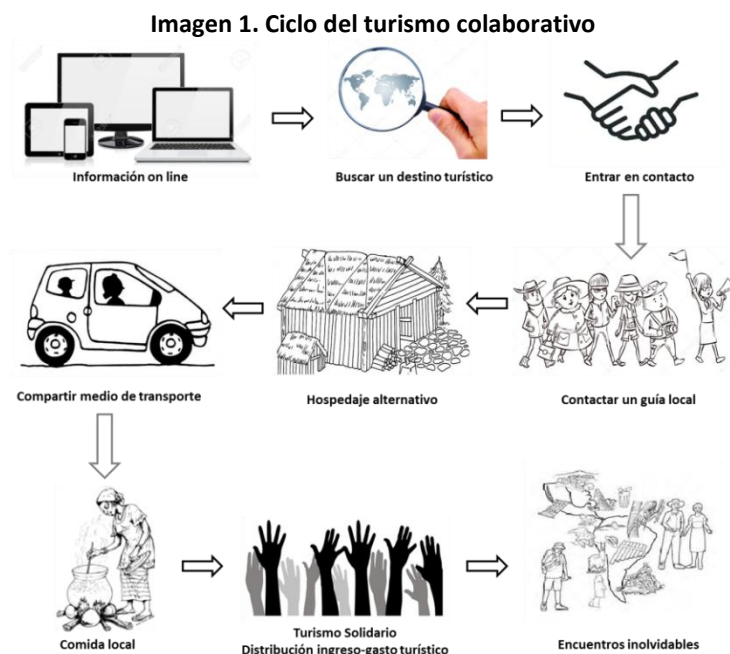 Imagen 1. Ciclo del turismo colaborativo
Información on line
Buscar un destino turístico
Entrar en contacto
Compartir medio de transporte
Hospedaje alternativo
Contactar un guía local
Comida local
Turismo Solidario
Distribución ingreso-gasto turístico
Encuentros inolvidables